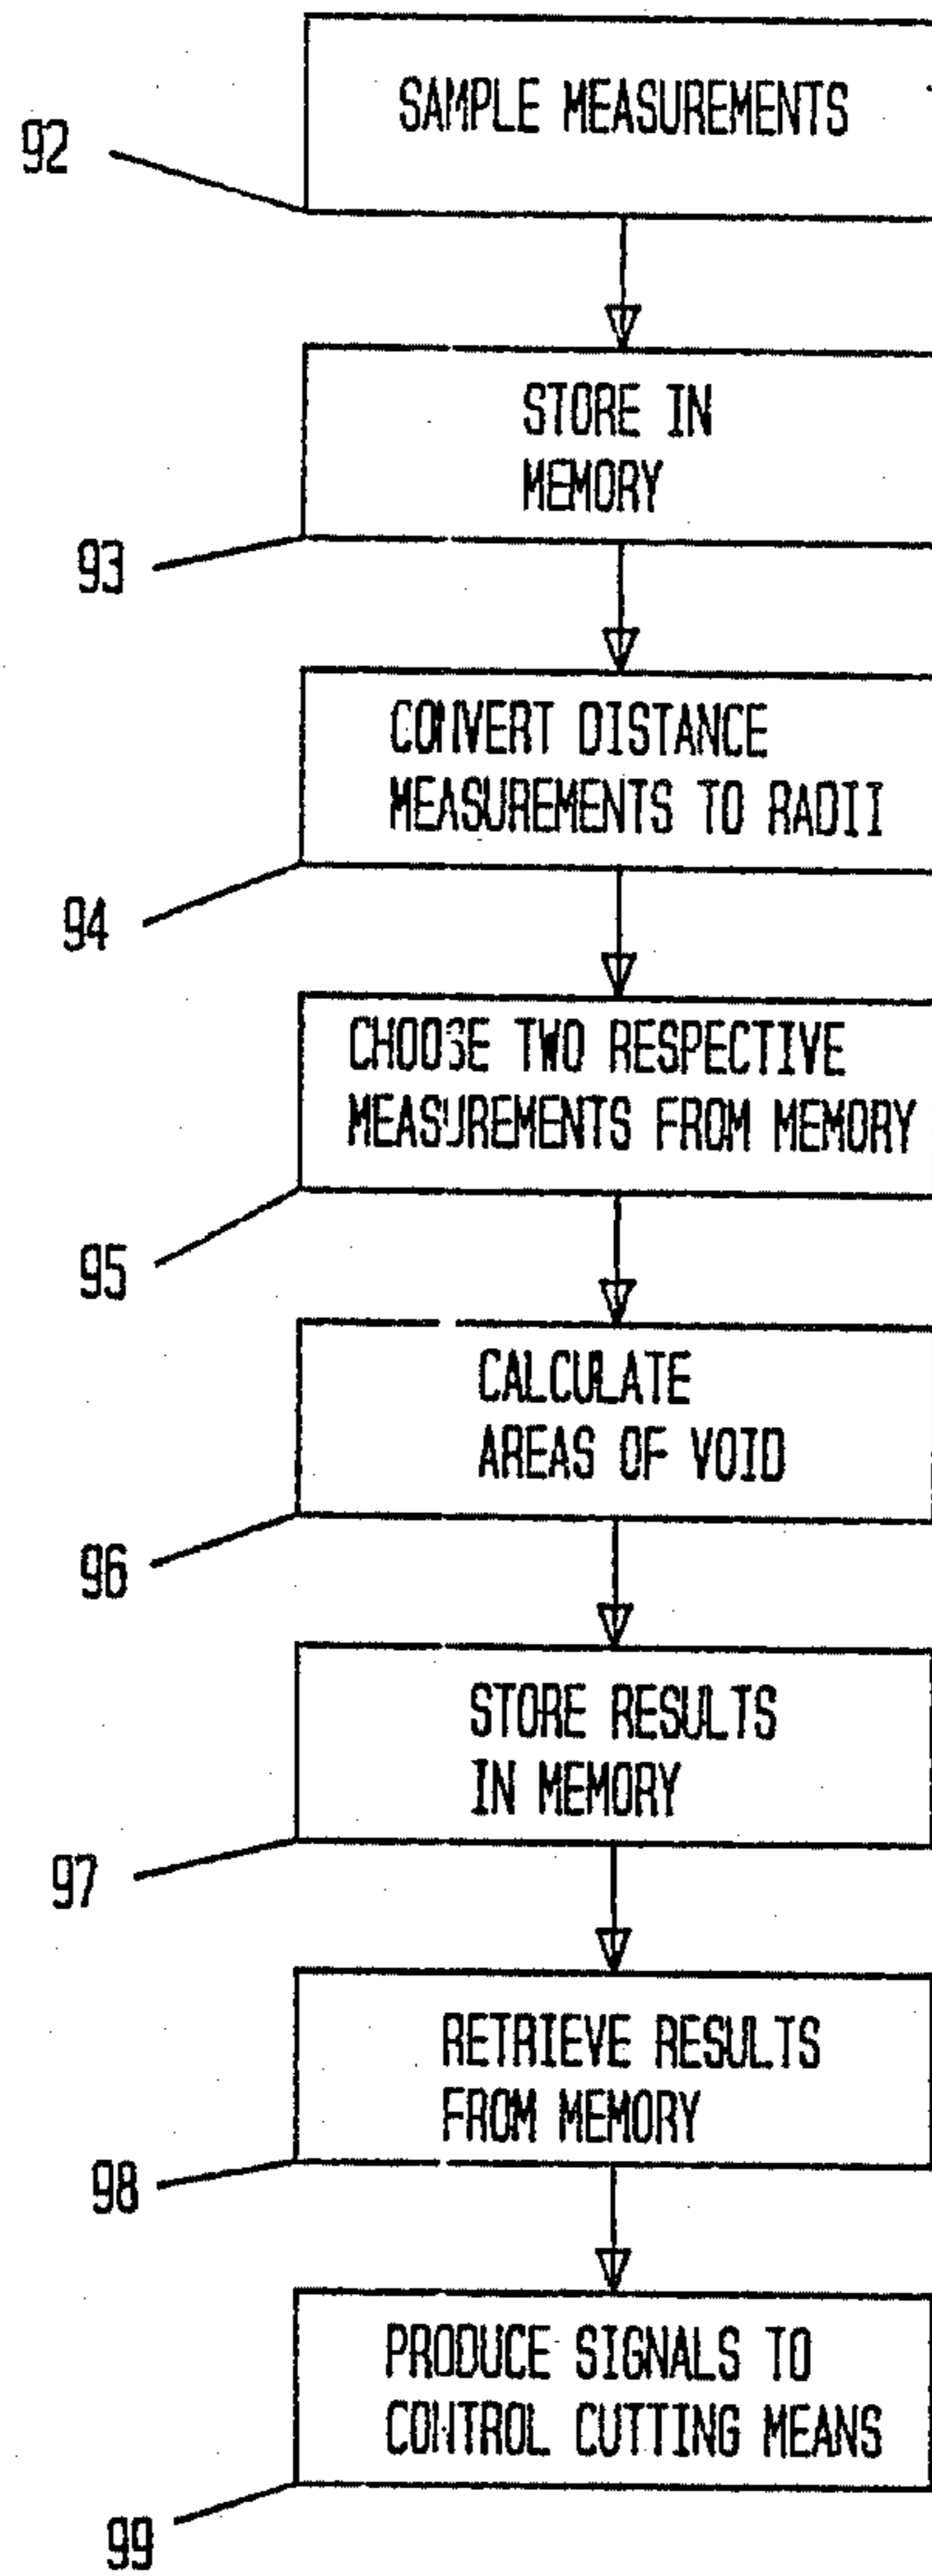 SAMPLE MEASUREMENTS
92
STORE IN
MEMORY
93
CONVERT DISTANCE
MEASUREMENTS TO RADII
94
CHOOSE TWO RESPECTIVE
MEASUREMENTS FROM MEMORY
95
CALCULATE
AREAS OF VOID
96
STORE RESULTS
IN MEMORY
97
RETRIEVE RESULTS
FROM MEMORY
98
PRODUCE SIGNALS TO
CONTROL CUTTING MEANS
99